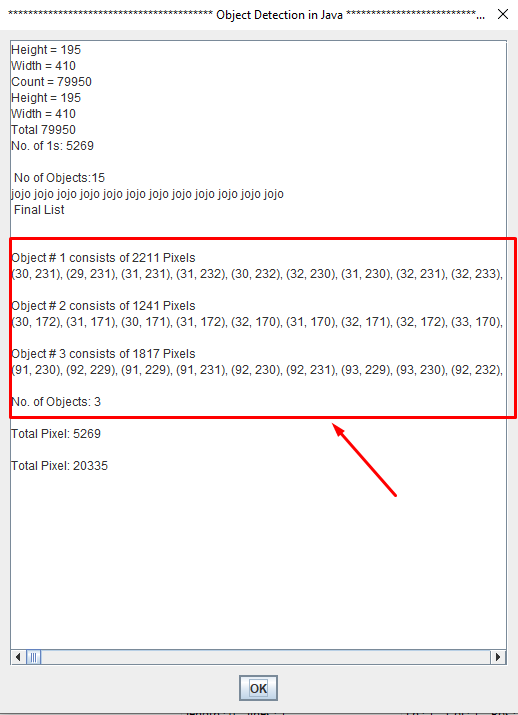 **************************************** Object Detection in Java **************************...
Height = 195
Width = 410
Count = 79950
Height = 195
Width = 410
Total 79950
No. of 1s: 5269
No of Objects:15
jojo jojo jojo jojo jojo jojo jojo jojo jojo jojo jojo jojo
Final List
Object # 1 consists of 2211 Pixels
(30, 231), (29, 231), (31, 231), (31, 232), (30, 232), (32, 230), (31, 230), (32, 231), (32, 233),
Object # 2 consists of 1241 Pixels
(30, 172), (31, 171), (30, 171), (31, 172), (32, 170), (31, 170), (32, 171), (32, 172), (33, 170),
Object # 3 consists of 1817 Pixels
(91, 230), (92, 229), (91, 229), (91, 231), (92, 230), (92, 231), (93, 229), (93, 230), (92, 232),
No. of Objects: 3
Total Pixel: 5269
Total Pixel: 20335
OK